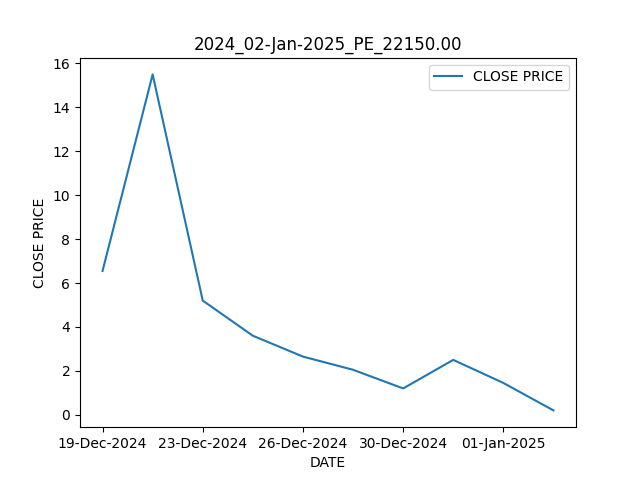 2024_02-Jan-2025_PE_22150.00
CLOSE PRICE
16
14
12
10
8
6
4
2
0
CLOSE PRICE
19-Dec-2024 23-Dec-2024 26-Dec-2024 30-Dec-2024 01-Jan-2025
DATE